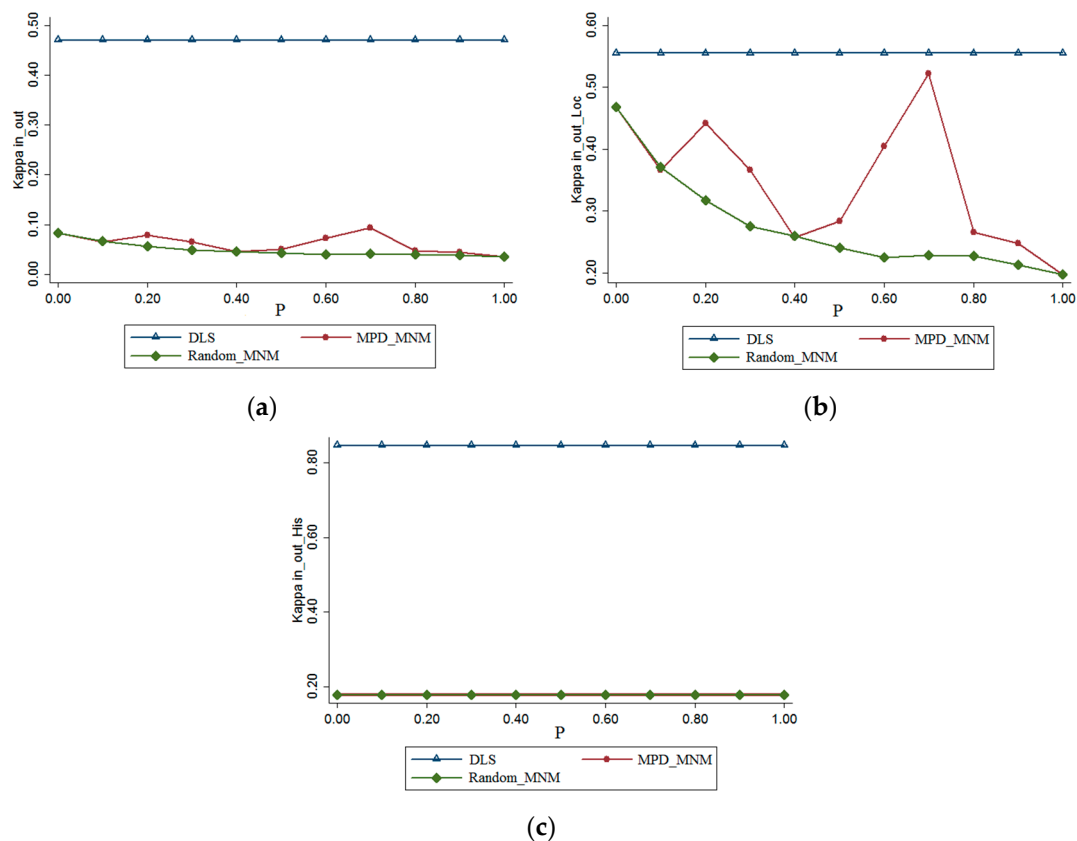 Kappa in_out
0.50
0.40
0.30
0.20
0.10
0.00
0.00 0.20 0.40 0.60 0.80 1.00
P
DLS MPD_MNM
Random_MNM
(a)
Kappa in_out_Loc
0.60
0.50
0.40
0.30
0.20
0.00 0.20 0.40 0.60 0.80 1.00
P
DLS MPD_MNM
Random_MNM
(b)
Kappa in_out_His
0.80
0.60
0.40
0.20
0.00 0.20 0.40 0.60 0.80 1.00
P
DLS MPD_MNM
Random_MNM
(c)